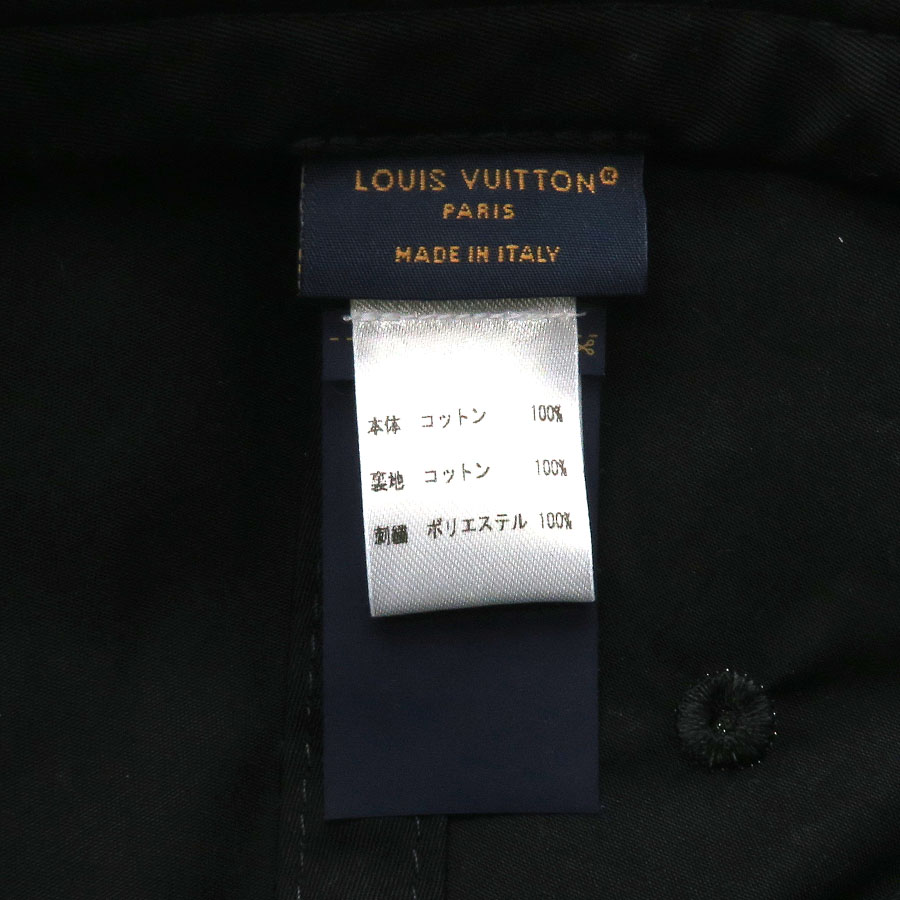 LOUIS VUITTON®
PARIS
MADE IN ITALY
本体 コットン 100%
裏地 コットン 100%
刺繍 ポリエステル 100%